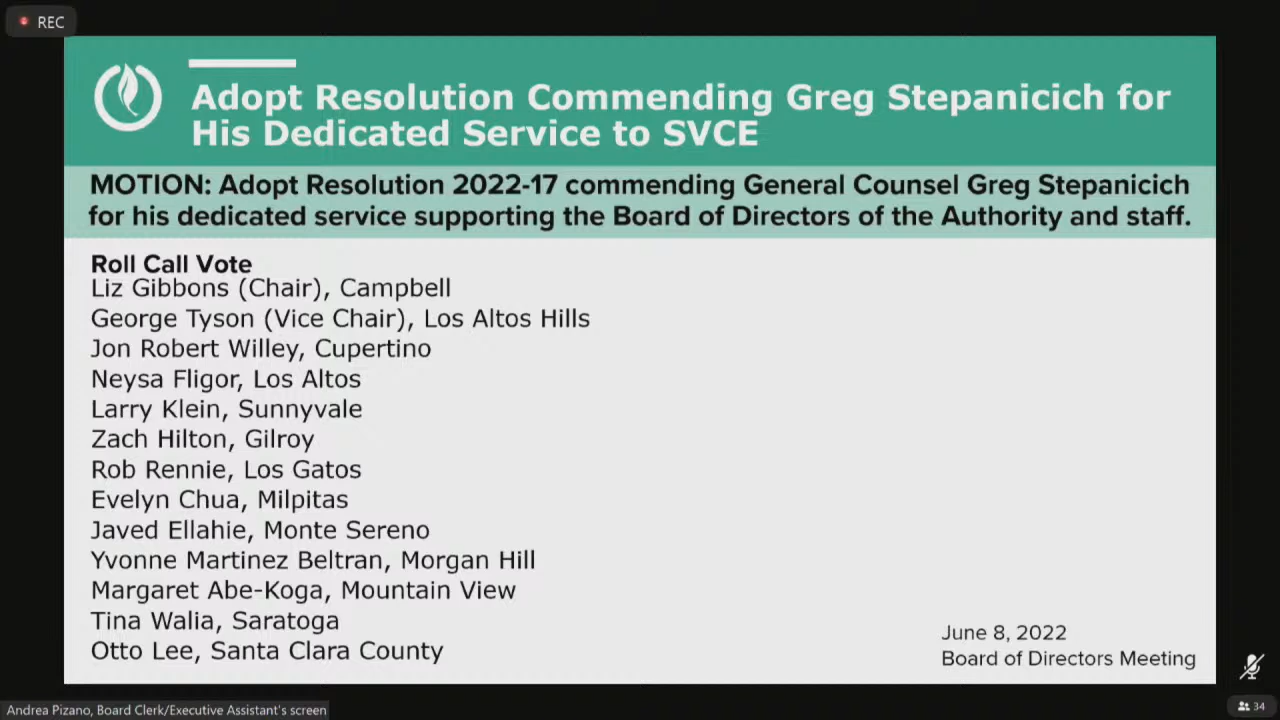 REC
Adopt Resolution Commending Greg Stepanicich for
His Dedicated Service to SVCE
MOTION: Adopt Resolution 2022-17 commending General Counsel Greg Stepanicich
for his dedicated service supporting the Board of Directors of the Authority and staff.
Roll Call Vote
Liz Gibbons (Chair), Campbell
George Tyson (Vice Chair), Los Altos Hills
Jon Robert Willey, Cupertino
Neysa Fligor, Los Altos
Larry Klein, Sunnyvale
Zach Hilton, Gilroy
Rob Rennie, Los Gatos
Evelyn Chua, Milpitas
Javed Ellahie, Monte Sereno
Yvonne Martinez Beltran, Morgan Hill
Margaret Abe-Koga, Mountain View
Tina Walia, Saratoga
Otto Lee, Santa Clara County
June 8, 2022
Board of Directors Meeting
Andrea Pizano, Board Clerk/Executive Assistant's screen
34